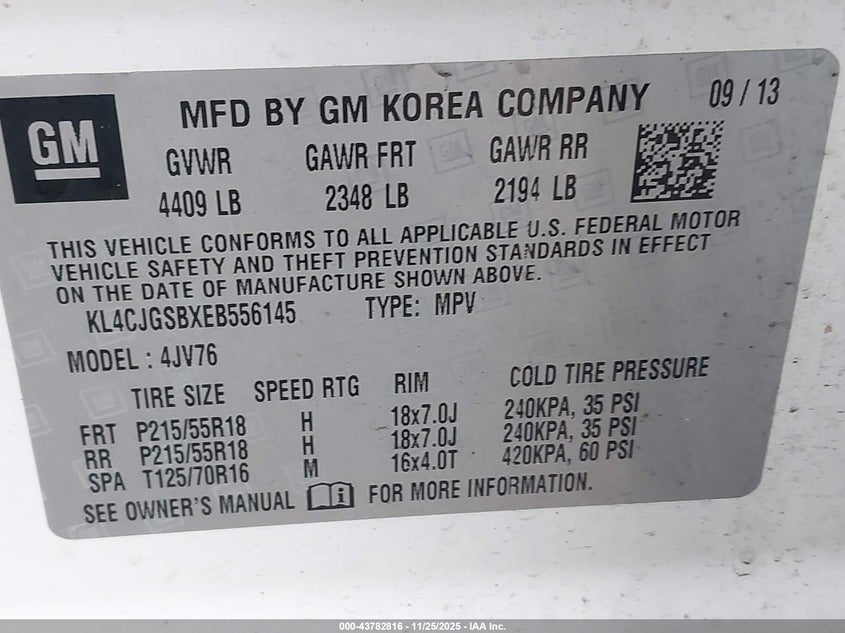 GM
MFD BY GM KOREA COMPANY 09 / 13
GVWR GAWR FRT GAWR RR
4409 LB 2348 LB 2194 LB
THIS VEHICLE CONFORMS TO ALL APPLICABLE U.S. FEDERAL MOTOR
VEHICLE SAFETY AND THEFT PREVENTION STANDARDS IN EFFECT
ON THE DATE OF MANUFACTURE SHOWN ABOVE.
KL4CJGSBXEB556145 TYPE: MPV
MODEL : 4JV76
TIRE SIZE SPEED RTG RIM COLD TIRE PRESSURE
FRT P215/55R18 H 18x7.0J 240KPA, 35 PSI
RR P215/55R18 H 18x7.0J 240KPA, 35 PSI
SPA T125/70R16 M 16x4.0T 420KPA, 60 PSI
SEE OWNER'S MANUAL FOR MORE INFORMATION.
000-43782816 - 11/25/2025 - IAA Inc.